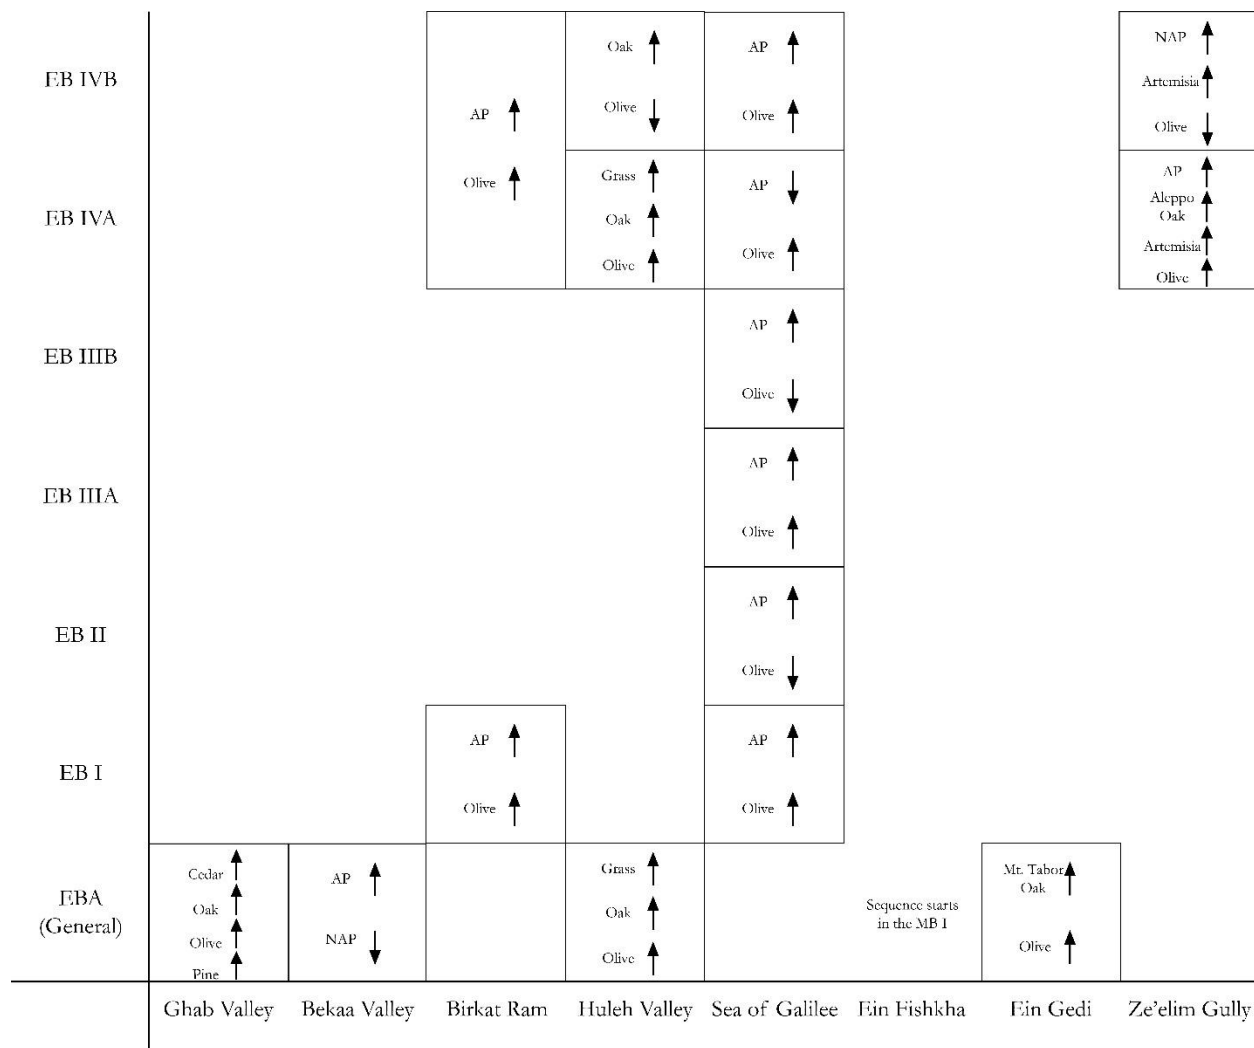 EB IVB
AP
Olive
Oak
Olive
AP
Olive
NAP
Artemisia
Olive
EB IVA
Grass
Oak
Olive
AP
Olive
AP
Aleppo
Oak
Artemisia
Olive
EB IIIB
AP
Olive
EB IIIA
AP
Olive
EB II
AP
Olive
EB I
AP
Olive
AP
Olive
EBA
(General)
Cedar
Oak
Olive
Pine
AP
NAP
Grass
Oak
Olive
Sequence starts
in the MB I
Mt. Tabor
Oak
Olive
Ghab Valley
Bekaa Valley
Birkat Ram
Huleh Valley
Sea of Galilee
Ein Fishkha
Ein Gedi
Ze'elim Gully